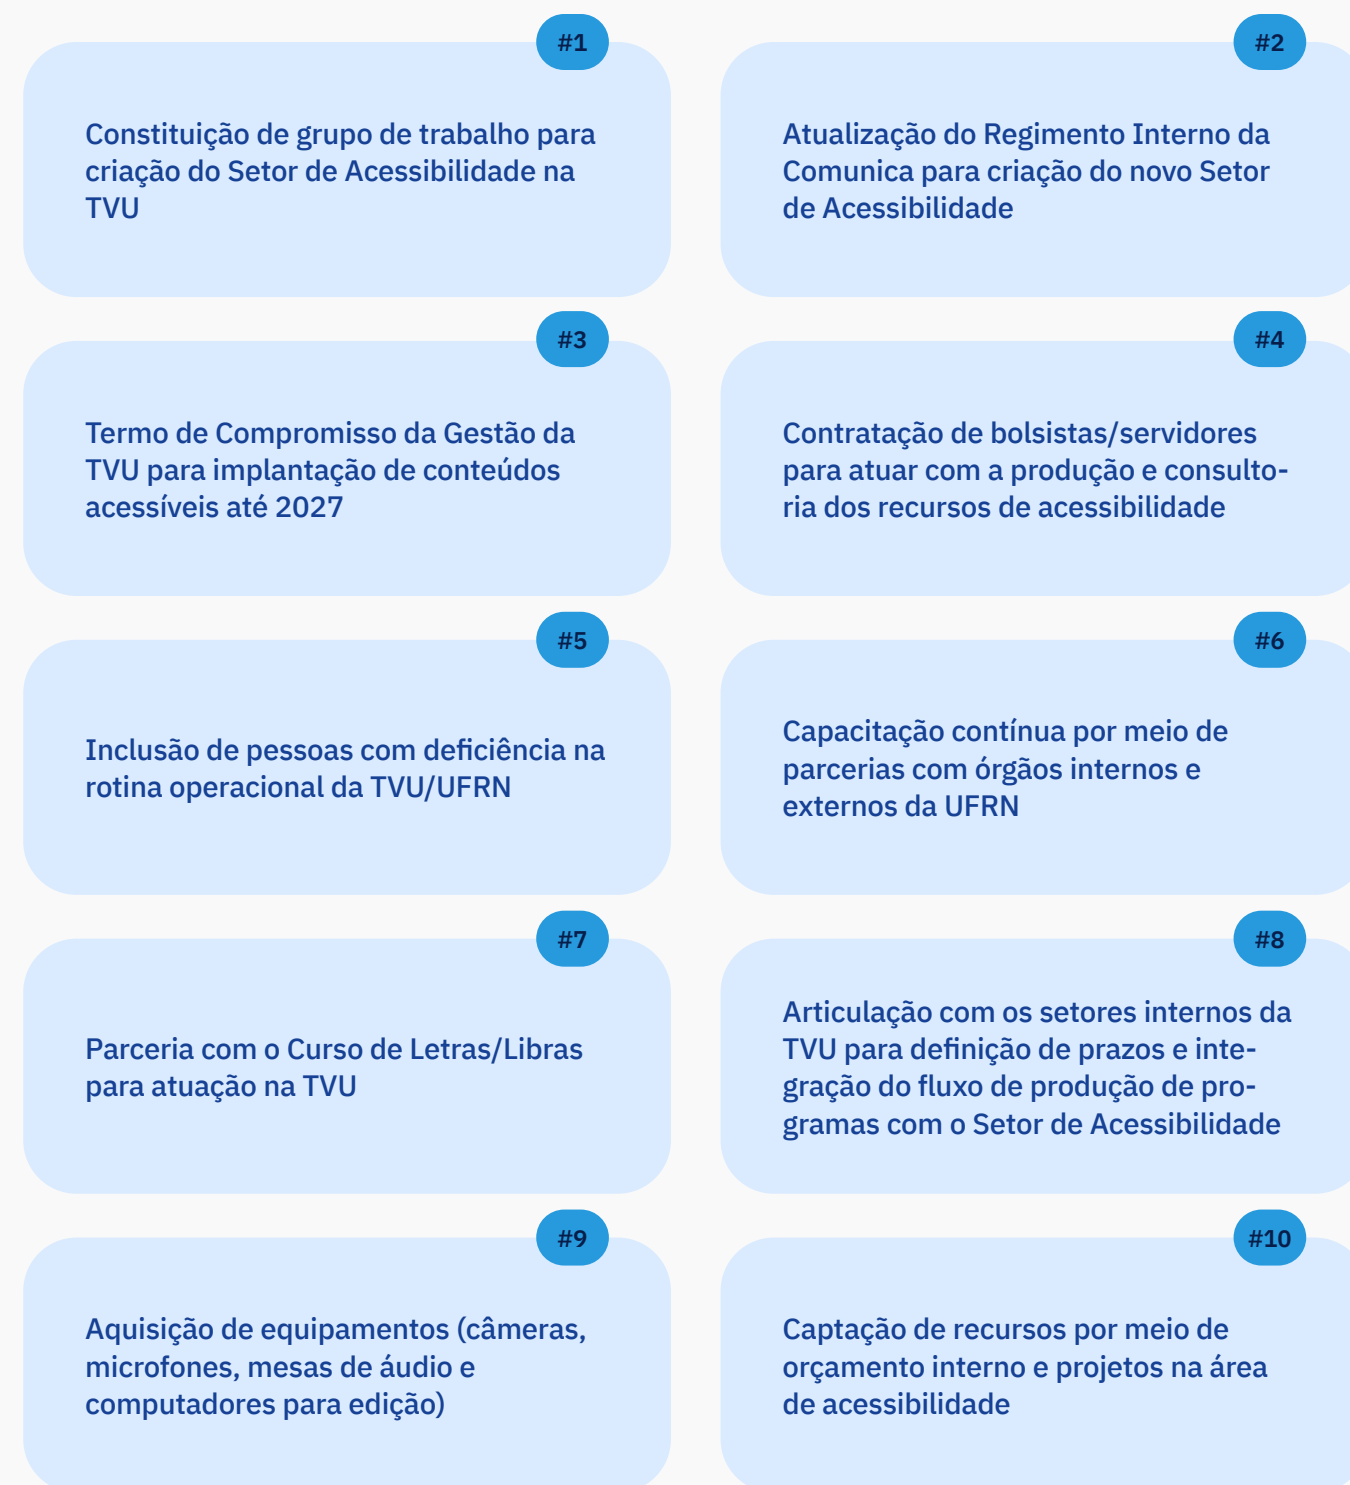 #1
Constituição de grupo de trabalho para
criação do Setor de Acessibilidade na
TVU
#2
Atualização do Regimento Interno da
Comunica para criação do novo Setor
de Acessibilidade
#3
Termo de Compromisso da Gestão da
TVU para implantação de conteúdos
acessíveis até 2027
#4
Contratação de bolsistas/servidores
para atuar com a produção e consulto-
ria dos recursos de acessibilidade
#5
Inclusão de pessoas com deficiência na
rotina operacional da TVU/UFRN
#6
Capacitação contínua por meio de
parcerias com órgãos internos e
externos da UFRN
#7
Parceria com o Curso de Letras/Libras
para atuação na TVU
#8
Articulação com os setores internos da
TVU para definição de prazos e inte-
gração do fluxo de produção de pro-
gramas com o Setor de Acessibilidade
#9
Aquisição de equipamentos (câmeras,
microfones, mesas de áudio e
computadores para edição)
#10
Captação de recursos por meio de
orçamento interno e projetos na área
de acessibilidade